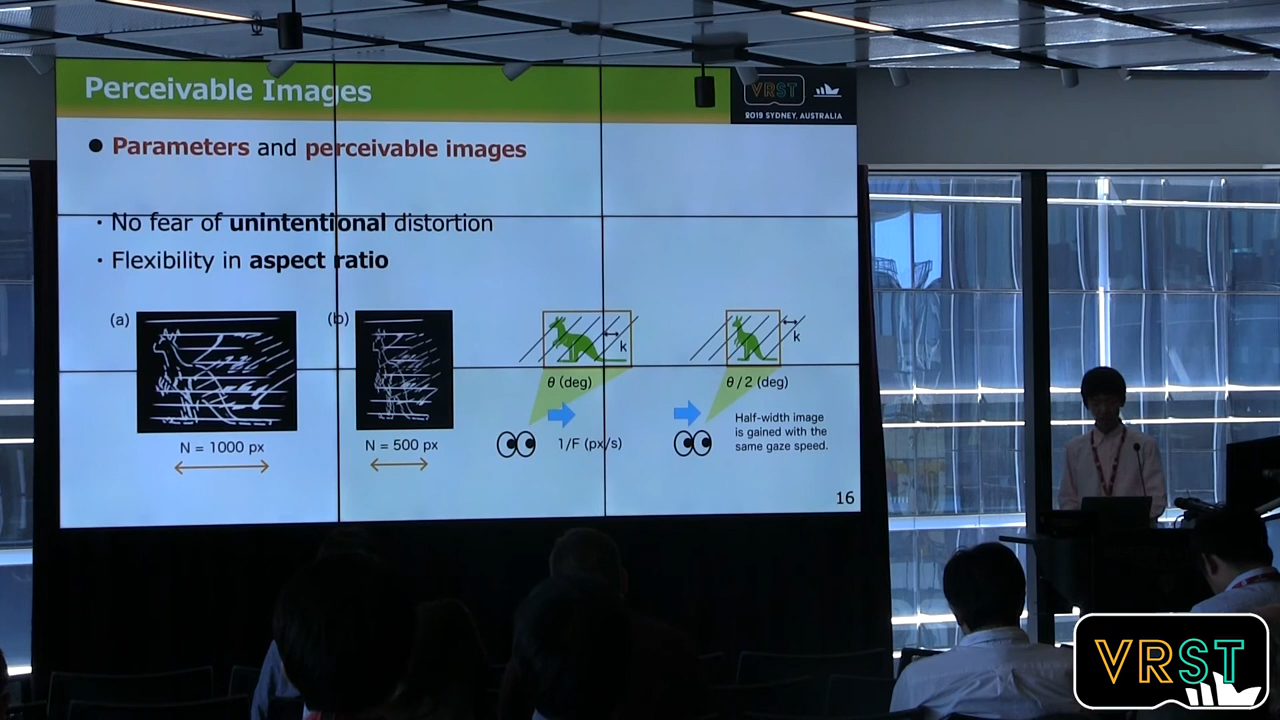 Perceivable Images
VRST
2019 SYDNEY, AUSTRALIA
● Parameters and perceivable images
・No fear of unintentional distortion
・Flexibility in aspect ratio
(a)
(b)
k
k
θ (deg)
θ / 2 (deg)
N = 1000 px
N = 500 px
1/F (px/s)
Half-width image
is gained with the
same gaze speed.
16
VRST